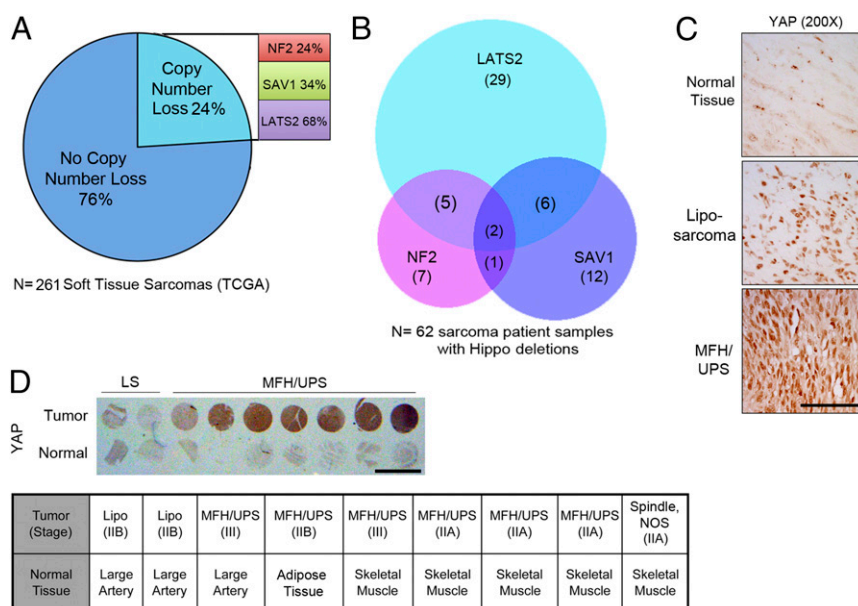 A
Copy
Number
Loss 24%
No Copy
Number Loss
76%
NF2 24%
SAV1 34%
LATS2 68%
N= 261 Soft Tissue Sarcomas (TCGA)
B
LATS2
(29)
(5)
(6)
(2)
(1)
NF2
(7)
SAV1
(12)
N= 62 sarcoma patient samples
with Hippo deletions
C
YAP (200X)
Normal
Tissue
Lipo-
sarcoma
MFH/
UPS
D
LS
MFH/UPS
YAP
Tumor
Normal
Tumor
(Stage)
Lipo
(IIB)
Lipo
(IIB)
MFH/UPS
(III)
MFH/UPS
(IIB)
MFH/UPS
(III)
MFH/UPS
(IIA)
MFH/UPS
(IIA)
MFH/UPS
(IIA)
Spindle,
NOS
(IIA)
Normal
Tissue
Large
Artery
Large
Artery
Large
Artery
Adipose
Tissue
Skeletal
Muscle
Skeletal
Muscle
Skeletal
Muscle
Skeletal
Muscle
Skeletal
Muscle